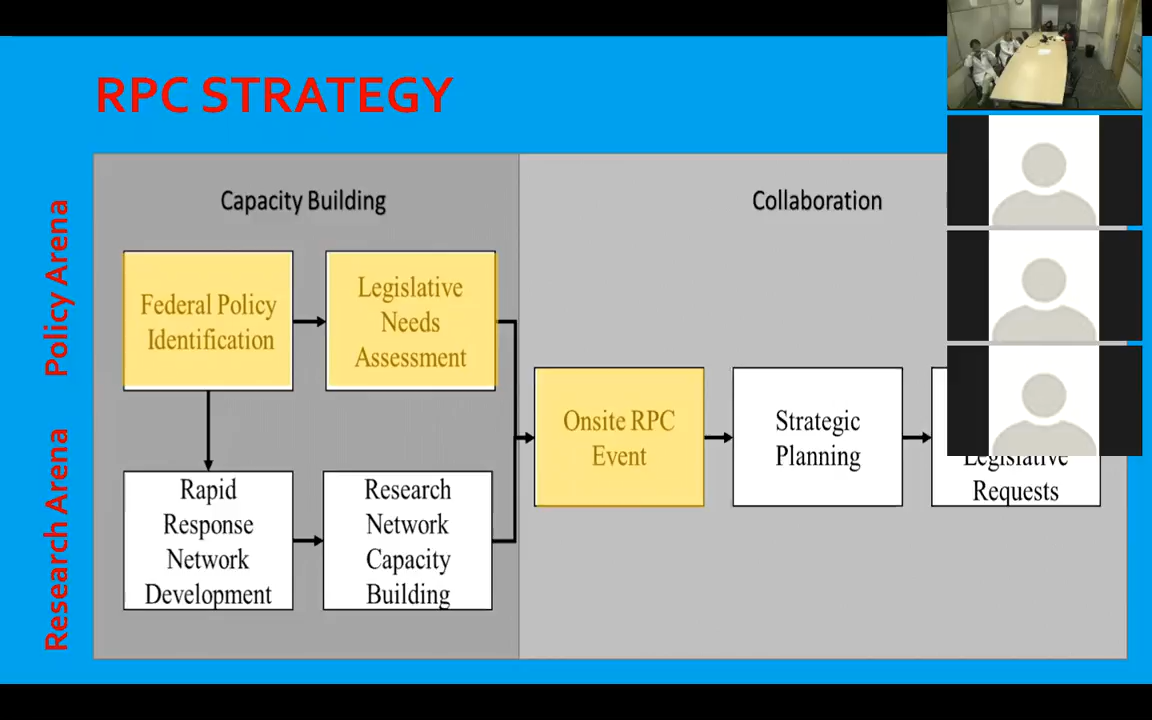 RPC STRATEGY
Policy Arena
Research Arena
Capacity Building
Collaboration
Federal Policy
Identification
Legislative
Needs
Assessment
Rapid
Response
Network
Development
Research
Network
Capacity
Building
Onsite RPC
Event
Strategic
Planning
Legislative
Requests